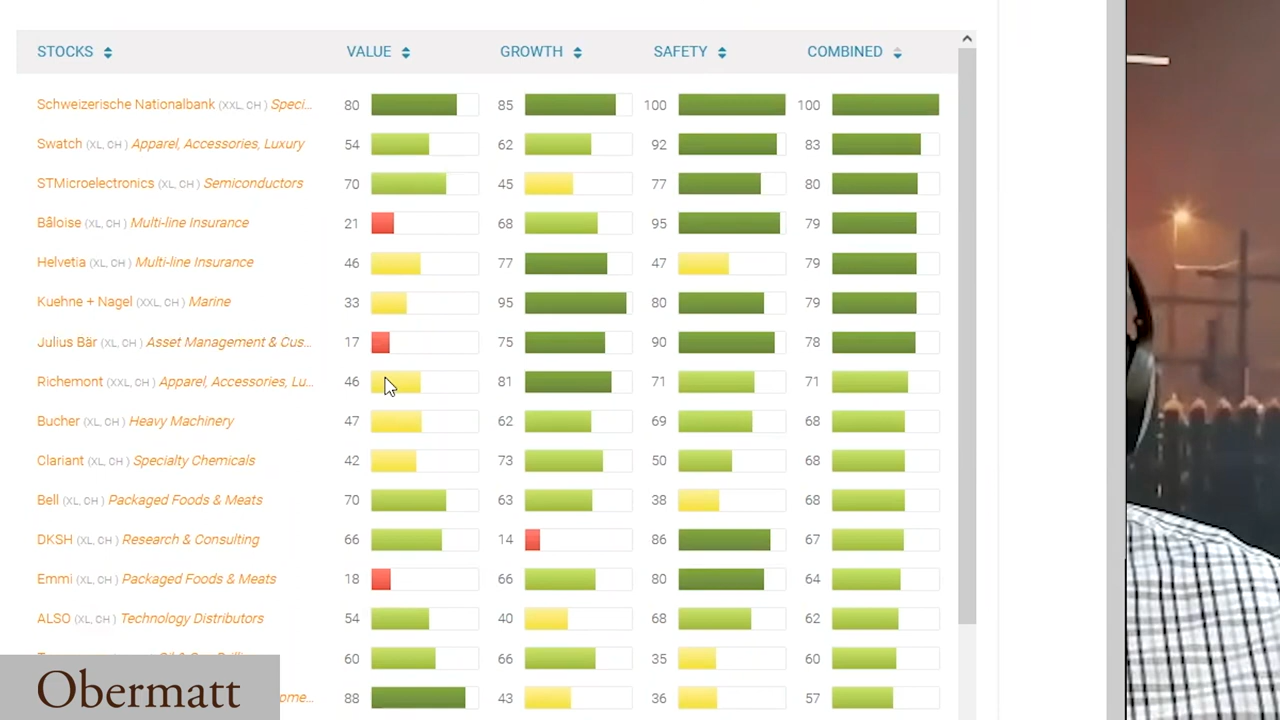 STOCKS VALUE GROWTH SAFETY COMBINED
Schweizerische Nationalbank (XXL, CH ) Speci... 80 85 100 100
Swatch (XL, CH ) Apparel, Accessories, Luxury 54 62 92 83
STMicroelectronics (XL, CH ) Semiconductors 70 45 77 80
Bâloise (XL, CH ) Multi-line Insurance 21 68 95 79
Helvetia (XL, CH ) Multi-line Insurance 46 77 47 79
Kuehne + Nagel (XXL, CH ) Marine 33 95 80 79
Julius Bär (XL, CH ) Asset Management & Cus... 17 75 90 78
Richemont (XXL, CH ) Apparel, Accessories, Lu... 46 81 71 71
Bucher (XL, CH ) Heavy Machinery 47 62 69 68
Clariant (XL, CH ) Specialty Chemicals 42 73 50 68
Bell (XL, CH ) Packaged Foods & Meats 70 63 38 68
DKSH (XL, CH ) Research & Consulting 66 14 86 67
Emmi (XL, CH ) Packaged Foods & Meats 18 66 80 64
ALSO (XL, CH ) Technology Distributors 54 40 68 62
60 66 35 60
ome... 88 43 36 57
Obermatt